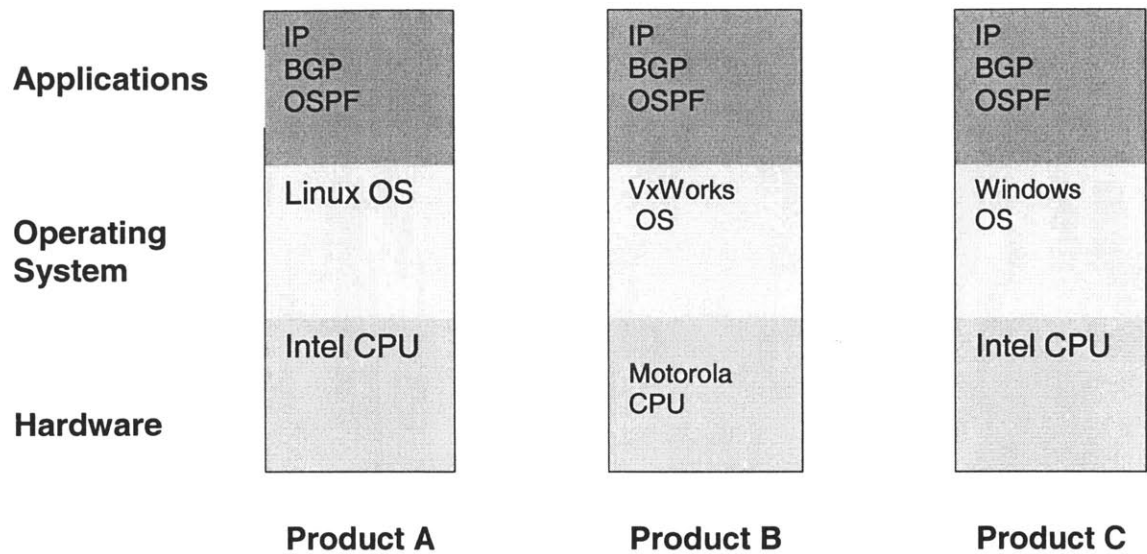 Applications
IP
BGP
OSPF
IP
BGP
OSPF
IP
BGP
OSPF
Operating
System
Linux OS
VxWorks
OS
Windows
OS
Hardware
Intel CPU
Motorola
CPU
Intel CPU
Product A
Product B
Product C